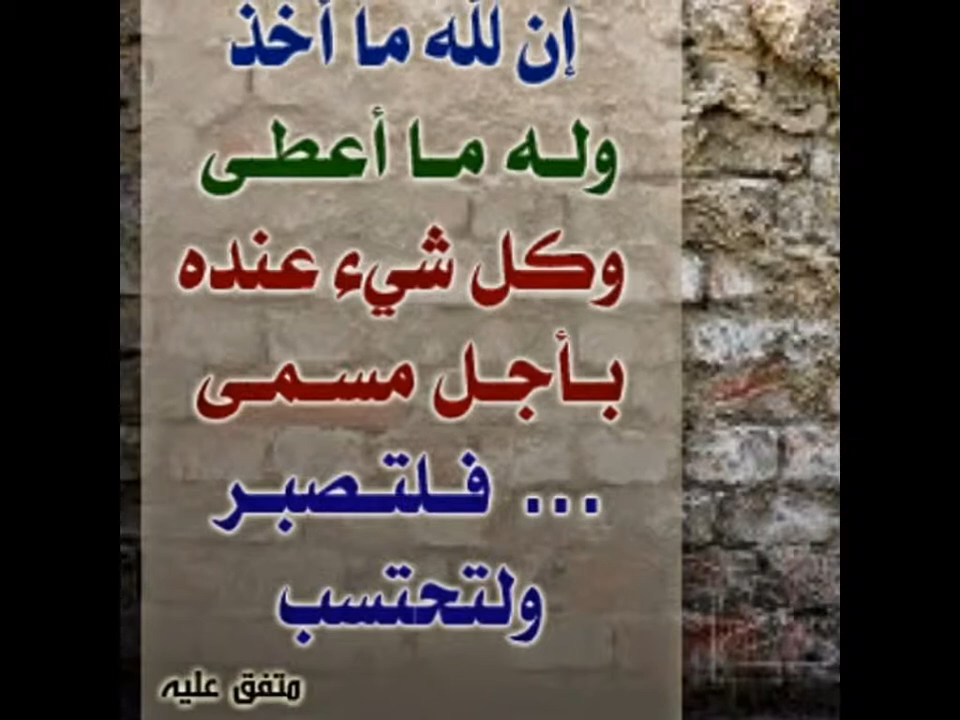 إن لله ما أخذ
وله ما أعطى
وكل شيء عنده
بأجل مسمى
... فلتصبر
ولتحتسب
متفق عليه